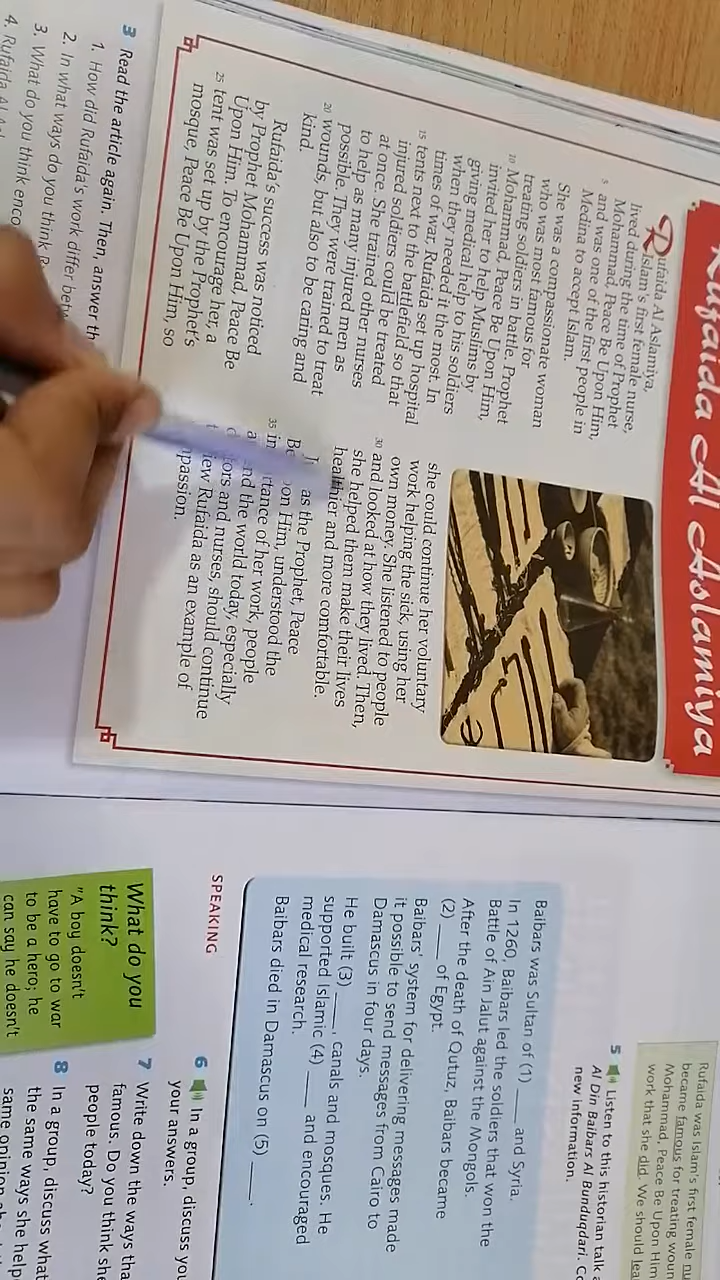 Rufaida Al Aslamiya
Rufaida Al Aslamiya,
Islam's first female nurse,
lived during the time of Prophet
Mohammad, Peace Be Upon Him,
5 and was one of the first people in
Medina to accept Islam.
She was a compassionate woman
who was most famous for
treating soldiers in battle. Prophet
10 Mohammad, Peace Be Upon Him,
invited her to help Muslims by
giving medical help to his soldiers
when they needed it the most. In
times of war, Rufaida set up hospital
15 tents next to the battlefield so that
injured soldiers could be treated
at once. She trained other nurses
to help as many injured men as
possible. They were trained to treat
20 wounds, but also to be caring and
kind.
Rufaida's success was noticed
by Prophet Mohammad, Peace Be
Upon Him. To encourage her, a
25 tent was set up by the Prophet's
mosque, Peace Be Upon Him, so
she could continue her voluntary
work helping the sick, using her
own money. She listened to people
30 and looked at how they lived. Then,
she helped them make their lives
healthier and more comfortable.
as the Prophet, Peace
Be on Him, understood the
35 in rtance of her work, people
nd the world today, especially
ors and nurses, should continue
iew Rufaida as an example of
passion.
3 Read the article again. Then, answer th
1. How did Rufaida's work differ betw
2. In what ways do you think R
3. What do you think enco
4. Rufaida Al
Rufaida was Islam's first female nu
became famous for treating woun
Mohammad, Peace Be Upon Him
work that she did. We should lea
5 Listen to this historian talk a
Al Din Baibars Al Bunduqdari. Co
new information.
Baibars was Sultan of (1) ____ and Syria.
In 1260, Baibars led the soldiers that won the
Battle of Ain Jalut against the Mongols.
After the death of Qutuz, Baibars became
(2) ____ of Egypt.
Baibars' system for delivering messages made
it possible to send messages from Cairo to
Damascus in four days.
He built (3) ____, canals and mosques. He
supported Islamic (4) ____ and encouraged
medical research.
Baibars died in Damascus on (5) ____.
SPEAKING
6 In a group, discuss you
your answers.
7 Write down the ways tha
famous. Do you think she
people today?
8 In a group, discuss what
the same ways she help
same opinion
What do you
think?
"A boy doesn't
have to go to war
to be a hero; he
can say he doesn't